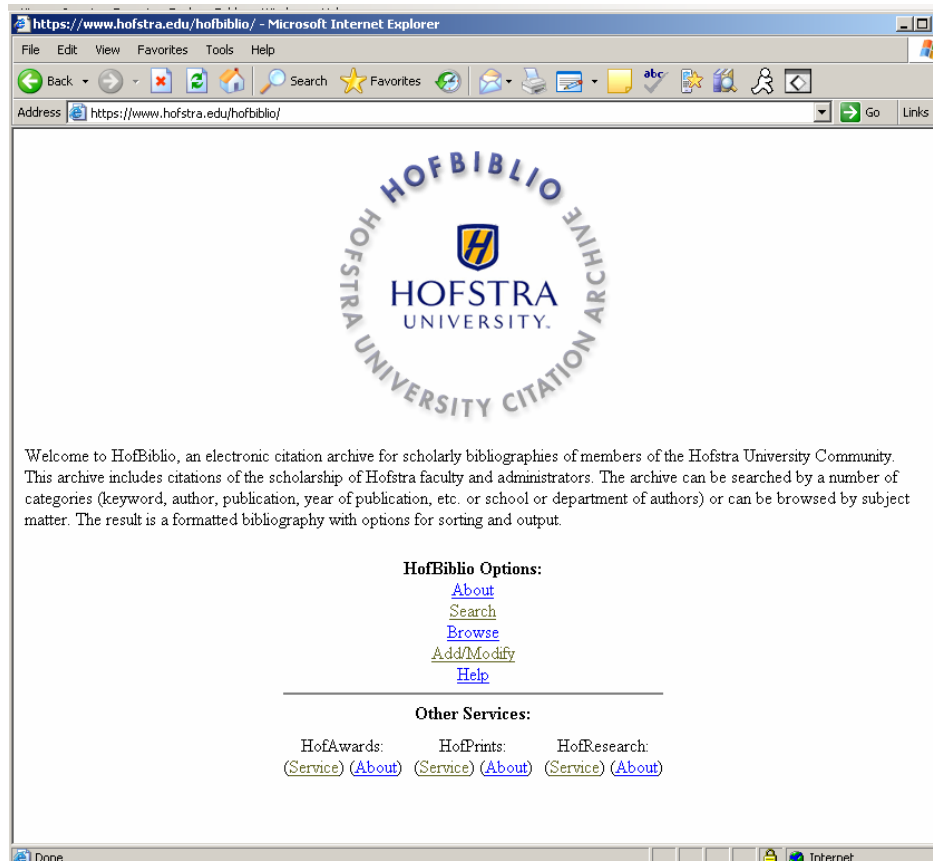 https://www.hofstra.edu/hofbiblio/ - Microsoft Internet Explorer
File Edit View Favorites Tools Help
Back Search Favorites abc
Address https://www.hofstra.edu/hofbiblio/ Go Links
HOFBIBLIO
HOFSTRA UNIVERSITY CITATION ARCHIVE
H
HOFSTRA
UNIVERSITY.
Welcome to HofBiblio, an electronic citation archive for scholarly bibliographies of members of the Hofstra University Community.
This archive includes citations of the scholarship of Hofstra faculty and administrators. The archive can be searched by a number of
categories (keyword, author, publication, year of publication, etc. or school or department of authors) or can be browsed by subject
matter. The result is a formatted bibliography with options for sorting and output.
HofBiblio Options:
About
Search
Browse
Add/Modify
Help
Other Services:
HofAwards: HofPrints: HofResearch:
(Service) (About) (Service) (About) (Service) (About)
Done Internet